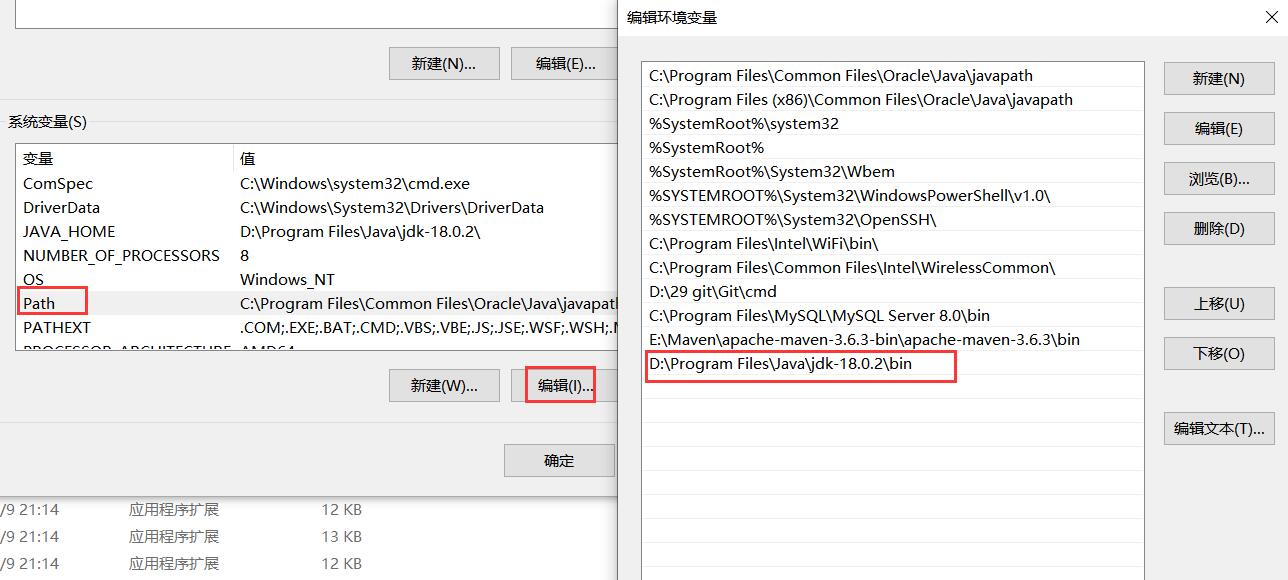 新建(N)...
编辑(E)...
系统变量(S)
变量 值
ComSpec C:\Windows\system32\cmd.exe
DriverData C:\Windows\System32\Drivers\DriverData
JAVA_HOME D:\Program Files\Java\jdk-18.0.2\
NUMBER_OF_PROCESSORS 8
OS Windows_NT
Path C:\Program Files\Common Files\Oracle\Java\javapath
PATHEXT .COM;.EXE;.BAT;.CMD;.VBS;.VBE;.JS;.JSE;.WSF;.WSH;
PROCESSOR_ARCHITECTURE AMD64
新建(W)...
编辑(I)...
确定
/9 21:14 应用程序扩展 12 KB
/9 21:14 应用程序扩展 13 KB
/9 21:14 应用程序扩展 12 KB
编辑环境变量
C:\Program Files\Common Files\Oracle\Java\javapath
C:\Program Files (x86)\Common Files\Oracle\Java\javapath
%SystemRoot%\system32
%SystemRoot%
%SystemRoot%\System32\Wbem
%SYSTEMROOT%\System32\WindowsPowerShell\v1.0\
%SYSTEMROOT%\System32\OpenSSH\
C:\Program Files\Intel\WiFi\bin\
C:\Program Files\Common Files\Intel\WirelessCommon\
D:\29 git\Git\cmd
C:\Program Files\MySQL\MySQL Server 8.0\bin
E:\Maven\apache-maven-3.6.3-bin\apache-maven-3.6.3\bin
D:\Program Files\Java\jdk-18.0.2\bin
新建(N)
编辑(E)
浏览(B)...
删除(D)
上移(U)
下移(O)
编辑文本(T)...